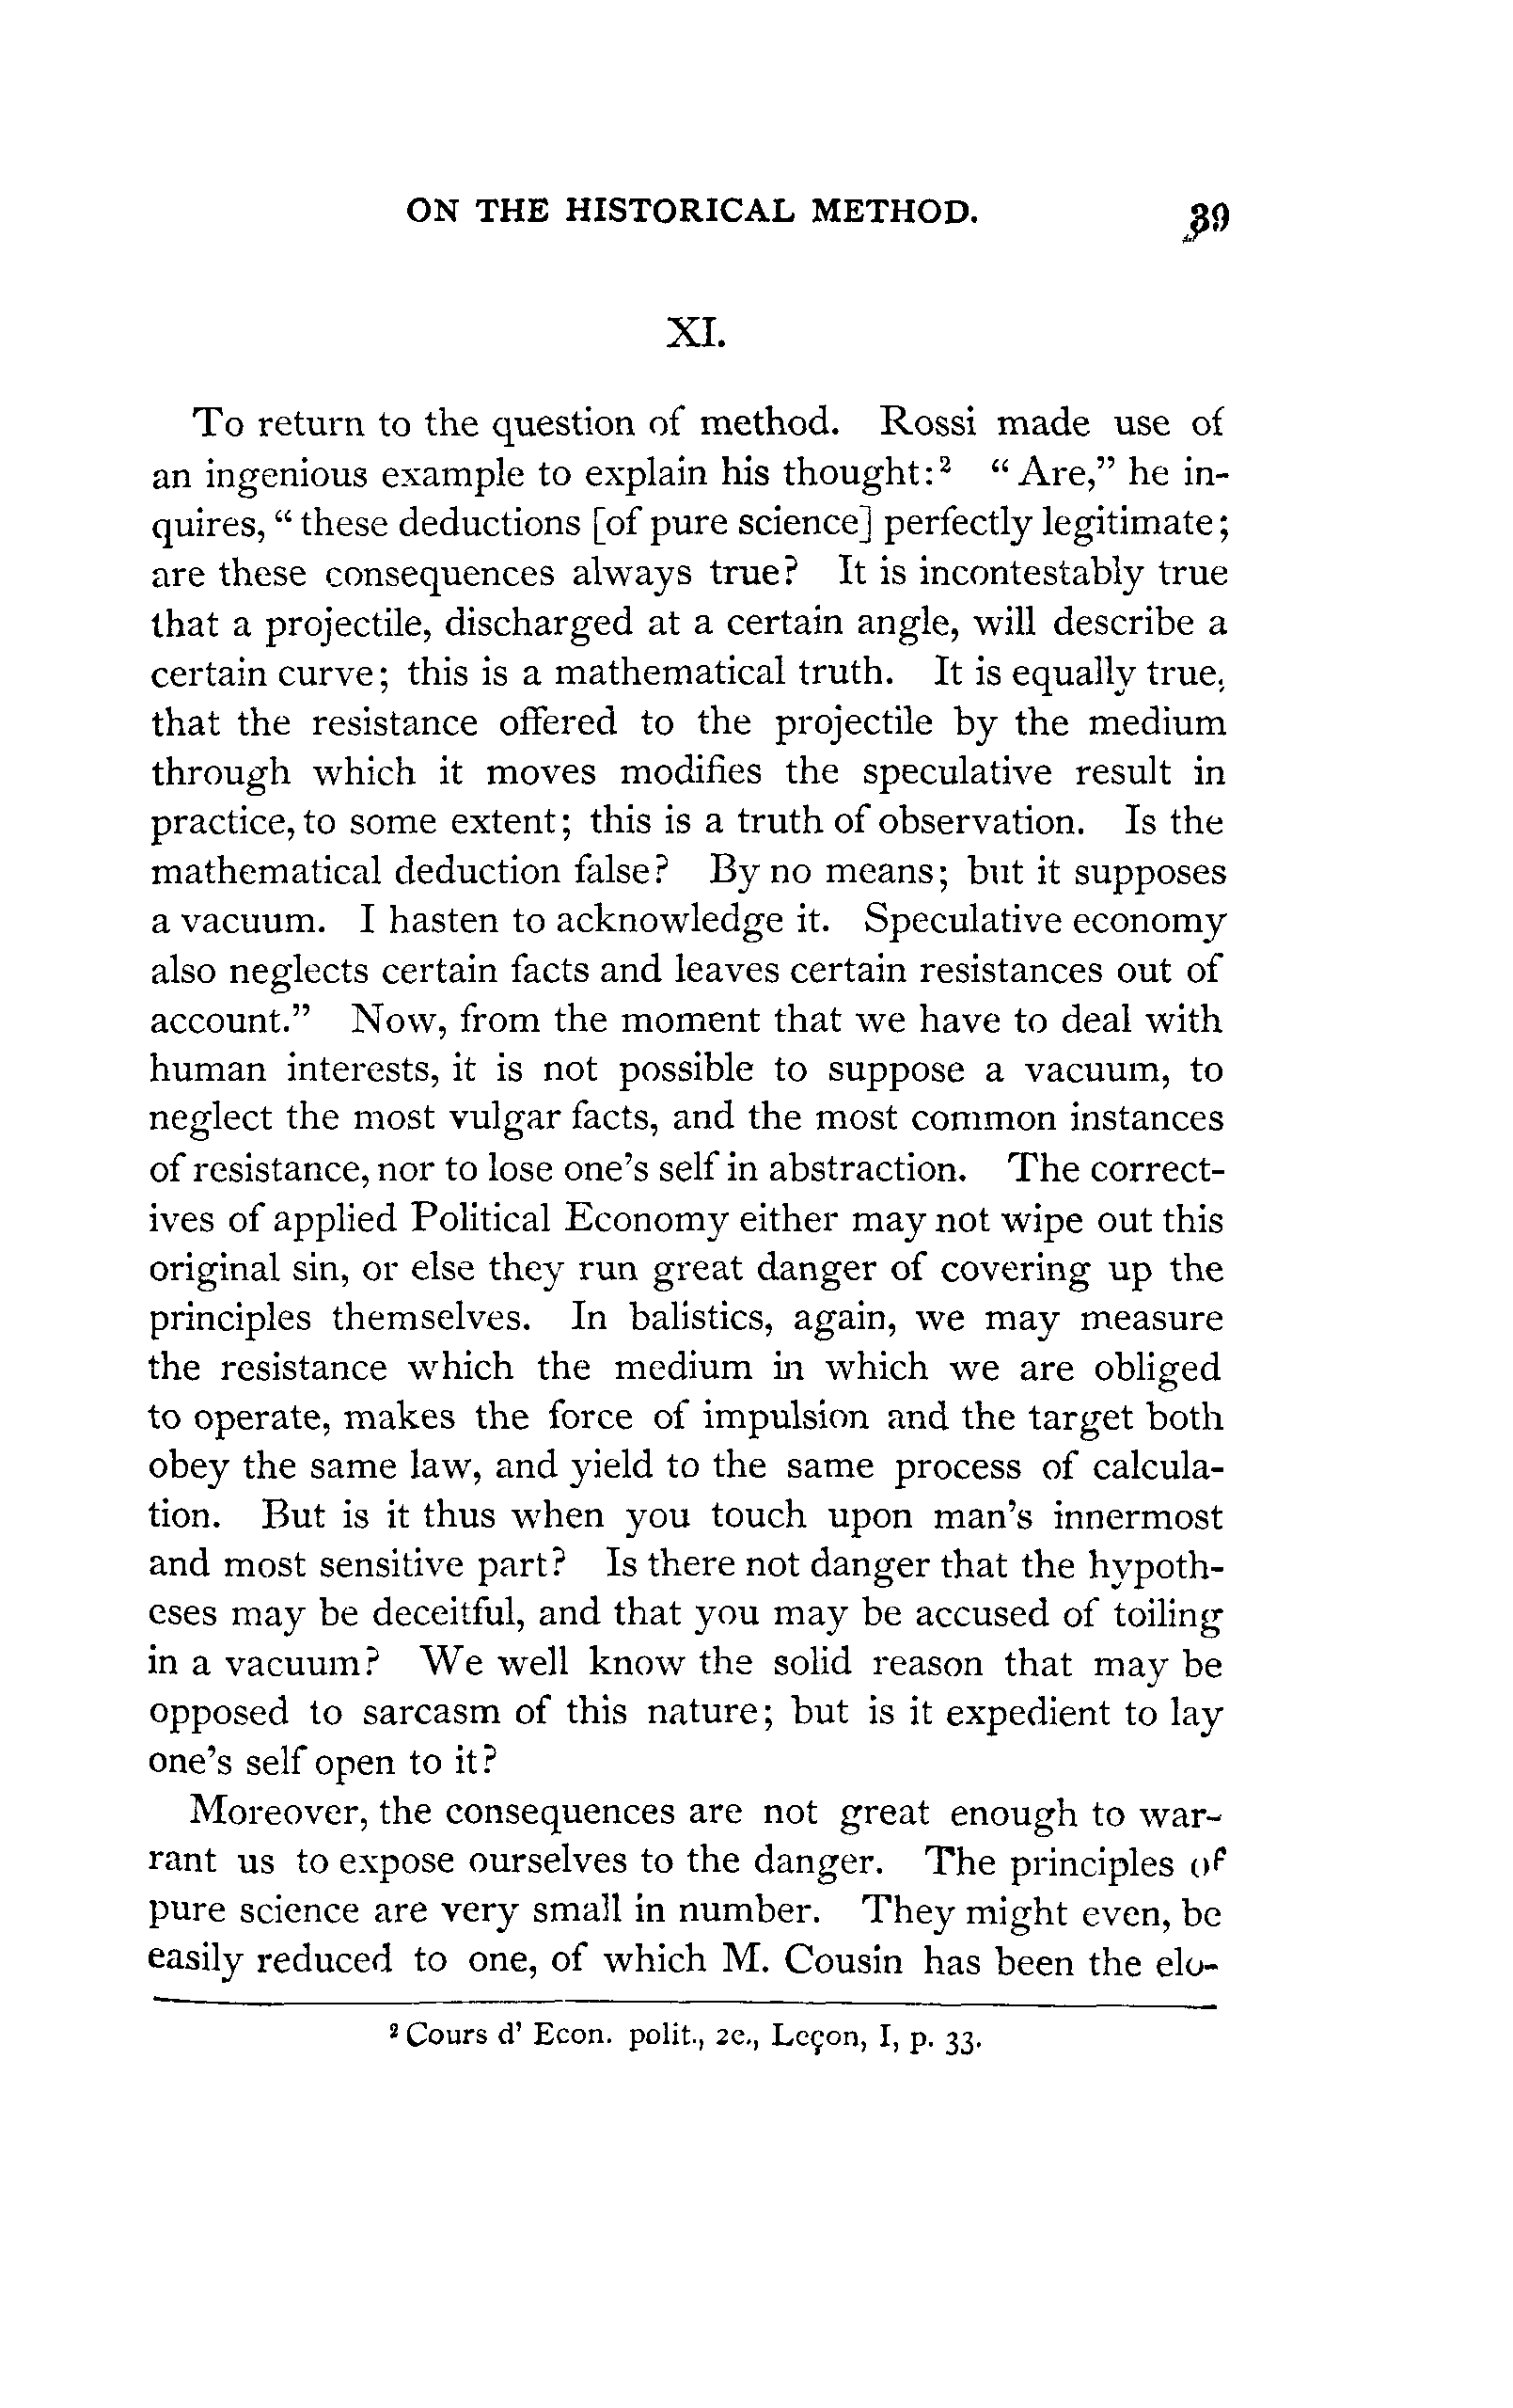 ON THE HISTORICAL METHOD. 39
XI.
To return to the question of method. Rossi made use of
an ingenious example to explain his thought:² “Are,” he in-
quires, “these deductions [of pure science] perfectly legitimate;
are these consequences always true? It is incontestably true
that a projectile, discharged at a certain angle, will describe a
certain curve; this is a mathematical truth. It is equally true,
that the resistance offered to the projectile by the medium
through which it moves modifies the speculative result in
practice, to some extent; this is a truth of observation. Is the
mathematical deduction false? By no means; but it supposes
a vacuum. I hasten to acknowledge it. Speculative economy
also neglects certain facts and leaves certain resistances out of
account.” Now, from the moment that we have to deal with
human interests, it is not possible to suppose a vacuum, to
neglect the most vulgar facts, and the most common instances
of resistance, nor to lose one’s self in abstraction. The correct-
ives of applied Political Economy either may not wipe out this
original sin, or else they run great danger of covering up the
principles themselves. In balistics, again, we may measure
the resistance which the medium in which we are obliged
to operate, makes the force of impulsion and the target both
obey the same law, and yield to the same process of calcula-
tion. But is it thus when you touch upon man’s innermost
and most sensitive part? Is there not danger that the hypoth-
eses may be deceitful, and that you may be accused of toiling
in a vacuum? We well know the solid reason that may be
opposed to sarcasm of this nature; but is it expedient to lay
one’s self open to it?
Moreover, the consequences are not great enough to war-
rant us to expose ourselves to the danger. The principles of
pure science are very small in number. They might even, be
easily reduced to one, of which M. Cousin has been the elo-
² Cours d’ Econ. polit., 2e., Leçon, I, p. 33.